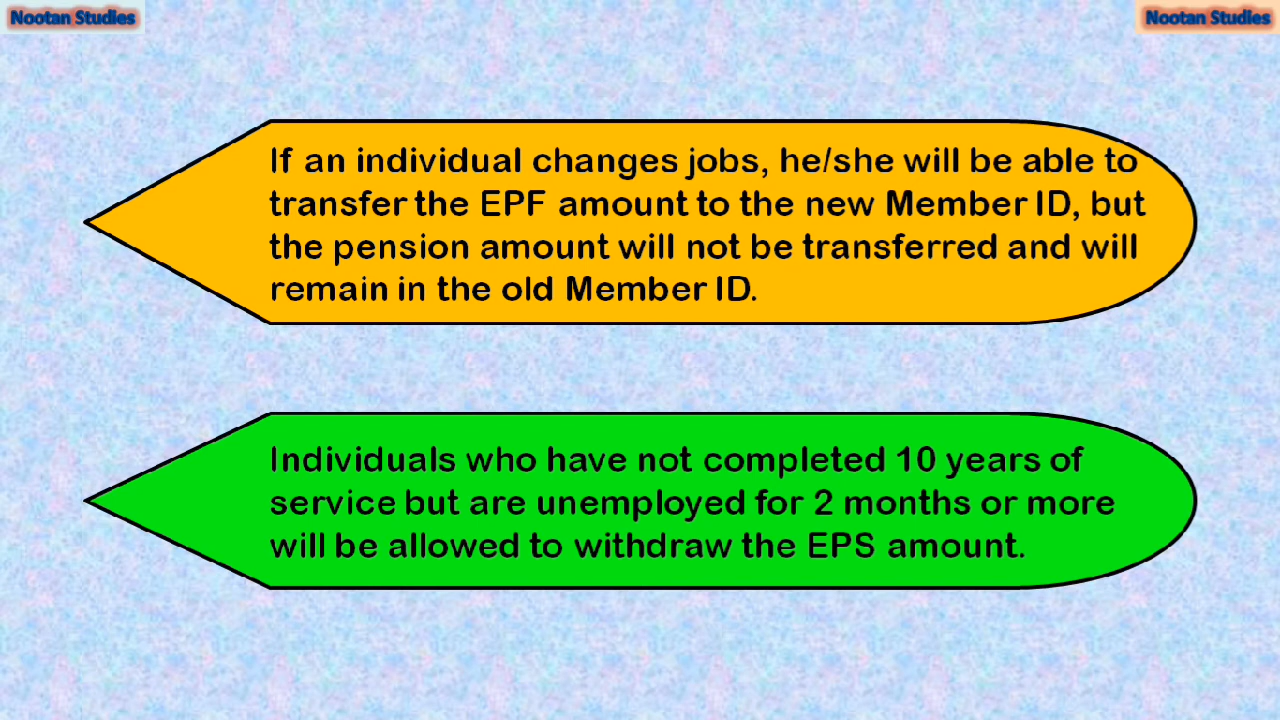 Nootan Studies
Nootan Studies
If an individual changes jobs, he/she will be able to
transfer the EPF amount to the new Member ID, but
the pension amount will not be transferred and will
remain in the old Member ID.
Individuals who have not completed 10 years of
service but are unemployed for 2 months or more
will be allowed to withdraw the EPS amount.